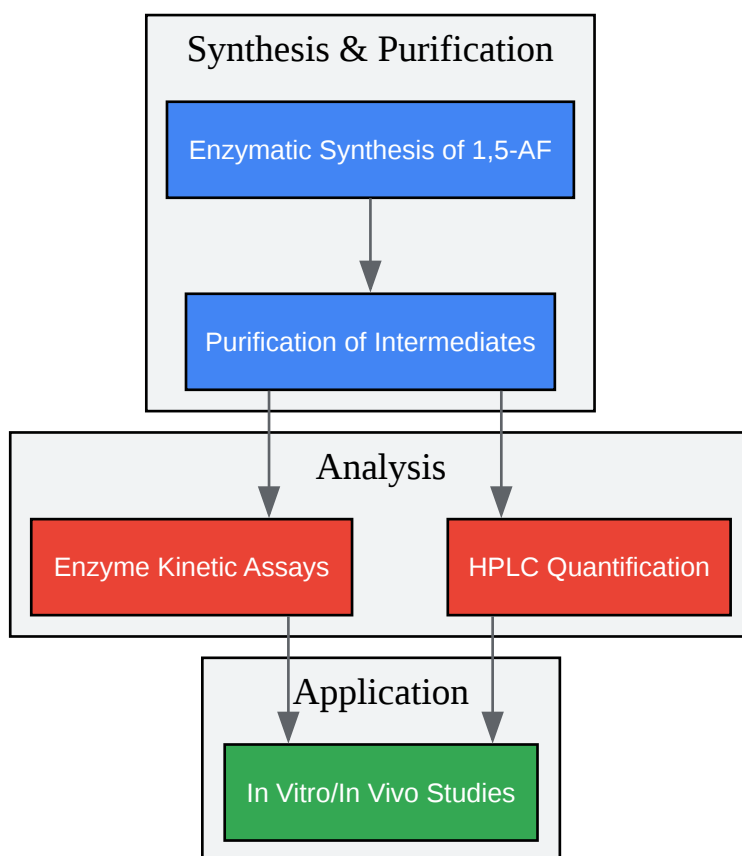 Synthesis & Purification
Enzymatic Synthesis of 1,5-AF
Purification of Intermediates
Analysis
Enzyme Kinetic Assays
HPLC Quantification
Application
In Vitro/In Vivo Studies